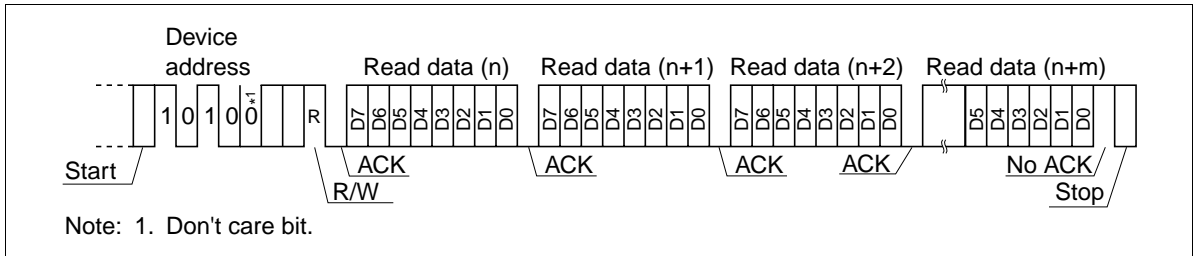 Device
address
Read data (n) Read data (n+1) Read data (n+2) Read data (n+m)
1 0 1 0 0 0*1 R D7 D6 D5 D4 D3 D2 D1 D0 D7 D6 D5 D4 D3 D2 D1 D0 D7 D6 D5 D4 D3 D2 D1 D0 D5 D4 D3 D2 D1 D0
Start ACK ACK ACK ACK No ACK
R/W Stop
Note: 1. Don't care bit.